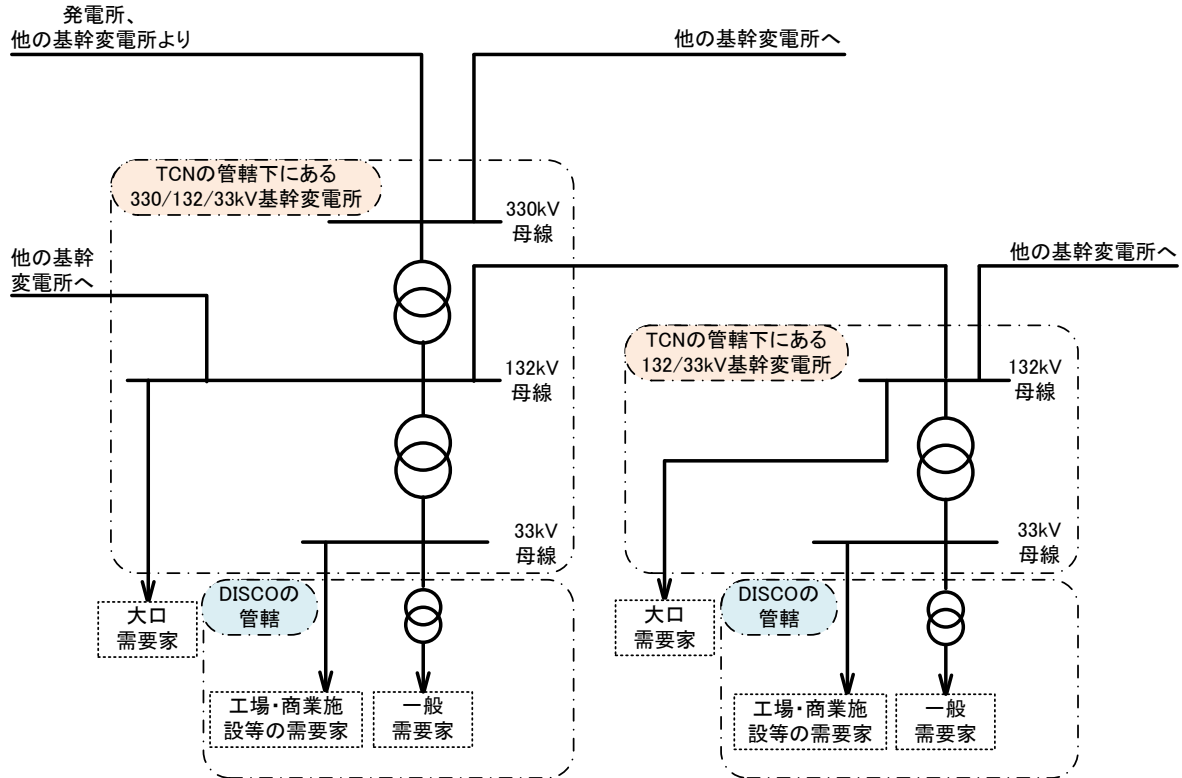 発電所、
他の基幹変電所より
他の基幹変電所へ
TCNの管轄下にある
330/132/33kV基幹変電所
330kV
母線
他の基幹
変電所へ
他の基幹変電所へ
TCNの管轄下にある
132/33kV基幹変電所
132kV
母線
132kV
母線
33kV
母線
33kV
母線
DISCOの
管轄
大口
需要家
DISCOの
管轄
大口
需要家
工場・商業施
設等の需要家
一般
需要家
工場・商業施
設等の需要家
一般
需要家